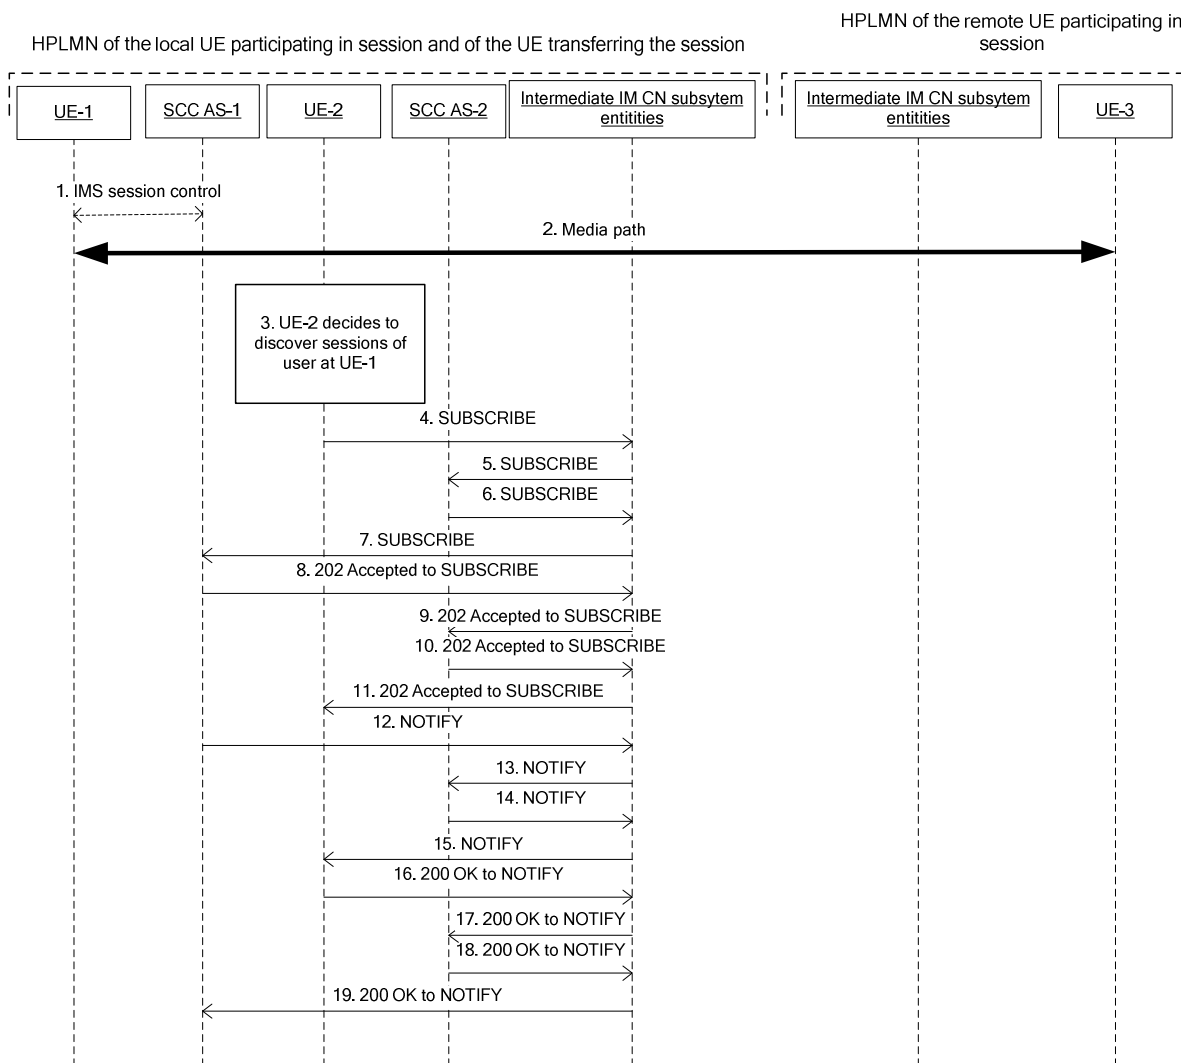 HPLMN of the remote UE participating in
session
HPLMN of the local UE participating in session and of the UE transferring the session
UE-1
SCC AS-1
UE-2
SCC AS-2
Intermediate IM CN subsytem
entitities
Intermediate IM CN subsytem
entitities
UE-3
1. IMS session control
2. Media path
3. UE-2 decides to
discover sessions of
user at UE-1
4. SUBSCRIBE
5. SUBSCRIBE
6. SUBSCRIBE
7. SUBSCRIBE
8. 202 Accepted to SUBSCRIBE
9. 202 Accepted to SUBSCRIBE
10. 202 Accepted to SUBSCRIBE
11. 202 Accepted to SUBSCRIBE
12. NOTIFY
13. NOTIFY
14. NOTIFY
15. NOTIFY
16. 200 OK to NOTIFY
17. 200 OK to NOTIFY
18. 200 OK to NOTIFY
19. 200 OK to NOTIFY